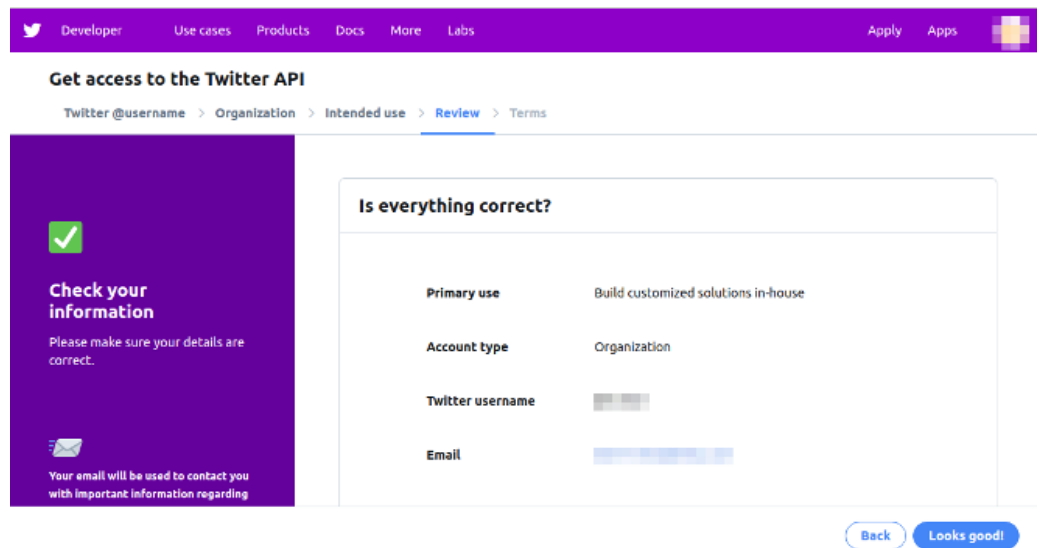 Developer Use cases Products Docs More Labs Apply Apps
Get access to the Twitter API
Twitter @username > Organization > Intended use > Review > Terms
Is everything correct?
Check your
information
Please make sure your details are
correct.
Your email will be used to contact you
with important information regarding
Primary use Build customized solutions in-house
Account type Organization
Twitter username
Email
Back Looks good!